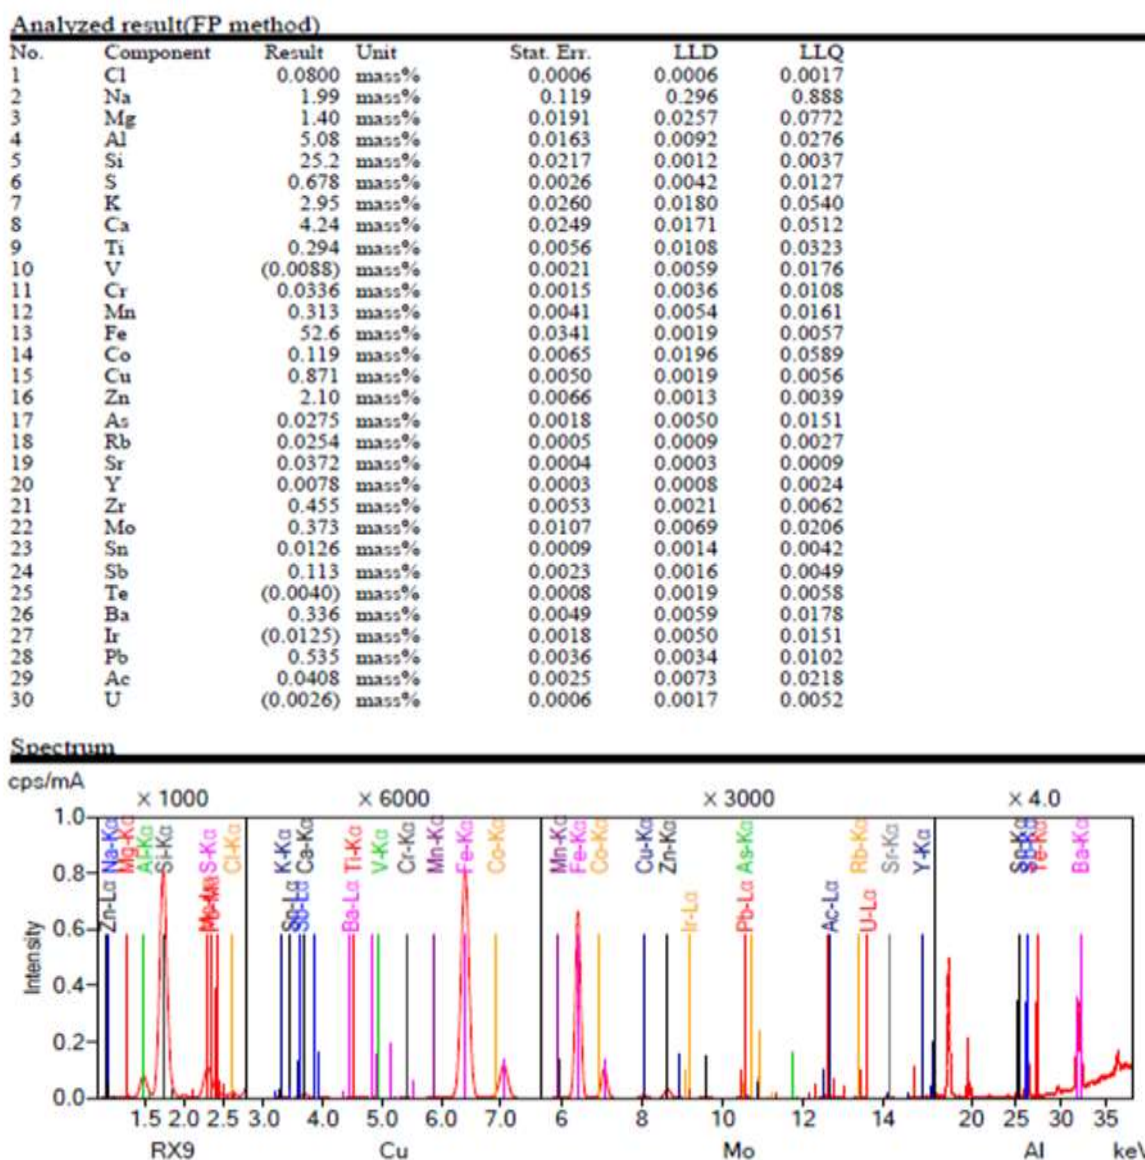 Analyzed result(FP method)
No. Component Result Unit Stat. Err. LLD LLQ
1 Cl 0.0800 mass% 0.0006 0.0006 0.0017
2 Na 1.99 mass% 0.119 0.296 0.888
3 Mg 1.40 mass% 0.0191 0.0257 0.0772
4 Al 5.08 mass% 0.0163 0.0092 0.0276
5 Si 25.2 mass% 0.0217 0.0012 0.0037
6 S 0.678 mass% 0.0026 0.0042 0.0127
7 K 2.95 mass% 0.0260 0.0180 0.0540
8 Ca 4.24 mass% 0.0249 0.0171 0.0512
9 Ti 0.294 mass% 0.0056 0.0108 0.0323
10 V (0.0088) mass% 0.0021 0.0059 0.0176
11 Cr 0.0336 mass% 0.0015 0.0036 0.0108
12 Mn 0.313 mass% 0.0041 0.0054 0.0161
13 Fe 52.6 mass% 0.0341 0.0019 0.0057
14 Co 0.119 mass% 0.0065 0.0196 0.0589
15 Cu 0.871 mass% 0.0050 0.0019 0.0056
16 Zn 2.10 mass% 0.0066 0.0013 0.0039
17 As 0.0275 mass% 0.0018 0.0050 0.0151
18 Rb 0.0254 mass% 0.0005 0.0009 0.0027
19 Sr 0.0372 mass% 0.0004 0.0003 0.0009
20 Y 0.0078 mass% 0.0003 0.0008 0.0024
21 Zr 0.455 mass% 0.0053 0.0021 0.0062
22 Mo 0.373 mass% 0.0107 0.0069 0.0206
23 Sn 0.0126 mass% 0.0009 0.0014 0.0042
24 Sb 0.113 mass% 0.0023 0.0016 0.0049
25 Te (0.0040) mass% 0.0008 0.0019 0.0058
26 Ba 0.336 mass% 0.0049 0.0059 0.0178
27 Ir (0.0125) mass% 0.0018 0.0050 0.0151
28 Pb 0.535 mass% 0.0036 0.0034 0.0102
29 Ac 0.0408 mass% 0.0025 0.0073 0.0218
30 U (0.0026) mass% 0.0006 0.0017 0.0052
Spectrum
cps/mA
×1000 ×6000 ×3000 ×4.0
Na-Kα Mg-Kα Al-Kα Si-Kα S-Kα Cl-Kα K-Kα Ca-Kα Ti-Kα V-Kα Cr-Kα Mn-Kα Fe-Kα Co-Kα Mn-Kα Fe-Kα Co-Kα Cu-Kα Zn-Kα As-Kα Rb-Kα Sr-Kα Y-Kα Sn-Kα Te-Kα Ba-Kα
Zn-Lα Sn-Lα Sb-Lα Ba-Lα Ir-Lα Pb-Lα Ac-Lα U-Lα
Intensity
1.0
0.8
0.6
0.4
0.2
0.0
1.5 2.0 2.5 3.0 4.0 5.0 6.0 7.0 6 8 10 12 14 20 25 30 35
RX9 Cu Mo Al keV